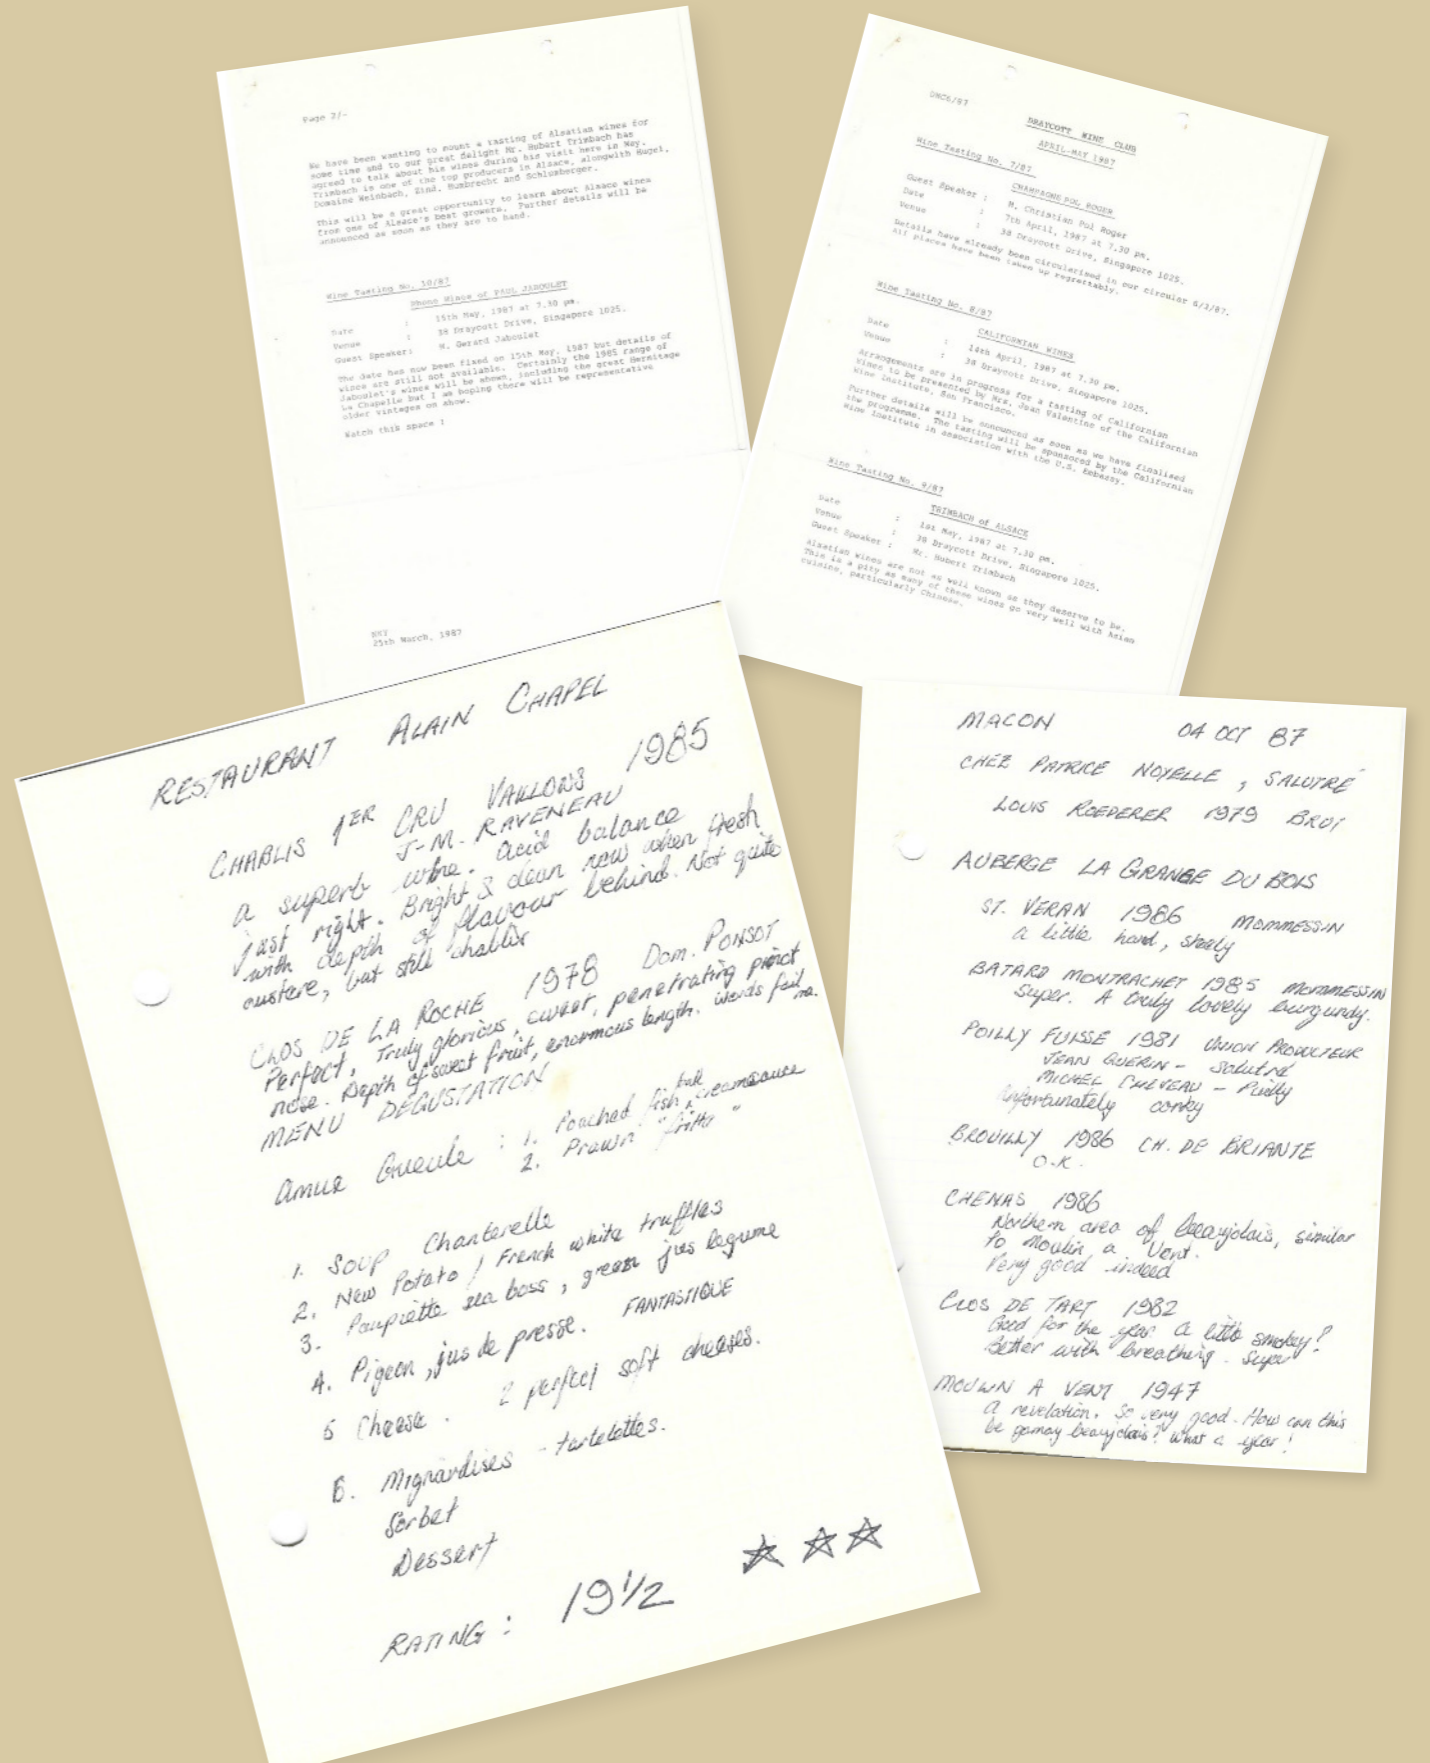 Page 2/-
We have been wanting to mount a tasting of Alsatian wines for
some time and to our great delight Mr. Hubert Trimbach has
agreed to talk about his wines during his visit here in May.
Trimbach is one of the top producers in Alsace, alongwith Hugel,
Domaine Weinbach, Zind. Humbrecht and Schlumberger.
This will be a great opportunity to learn about Alsace wines
from one of Alsace's best growers. Further details will be
announced as soon as they are to hand.
Wine Tasting No. 10/87
Rhone Wines of PAUL JABOULET
Date : 15th May, 1987 at 7.30 pm.
Venue : 38 Draycott Drive, Singapore 1025.
Guest Speaker: M. Gerard Jaboulet
The date has now been fixed on 15th May, 1987 but details of
wines are still not available. Certainly the 1985 range of
Jaboulet's wines will be shown, including the great Hermitage
La Chapelle but I am hoping there will be representative
older vintages on show.
Watch this space !
25th March, 1987
DWC6/87
DRAYCOTT WINE CLUB
APRIL-MAY 1987
Wine Tasting No. 7/87
CHAMPAGNE POL ROGER
Guest Speaker : M. Christian Pol Roger
Date : 7th April, 1987 at 7.30 pm.
Venue : 38 Draycott Drive, Singapore 1025.
Details have already been circularised in our circular 6/3/87.
All places have been taken up regrettably.
Wine Tasting No. 8/87
CALIFORNIAN WINES
Date : 14th April, 1987 at 7.30 pm.
Venue : 38 Draycott Drive, Singapore 1025.
Arrangements are in progress for a tasting of Californian
wines to be presented by Mrs. Joan Valentine of the Californian
Wine Institute, San Francisco.
Further details will be announced as soon as we have finalised
the programme. The tasting will be sponsored by the Californian
Wine Institute in association with the U.S. Embassy.
Wine Tasting No. 9/87
TRIMBACH of ALSACE
Date : 1st May, 1987 at 7.30 pm.
Venue : 38 Draycott Drive, Singapore 1025.
Guest Speaker : Mr. Hubert Trimbach
Alsatian wines are not as well known as they deserve to be.
This is a pity as many of these wines go very well with Asian
cuisine, particularly Chinese.
RESTAURANT ALAIN CHAPEL
CHABLIS 1ER CRU VAILLONS 1985
J-M. RAVENEAU
a superb wine. acid balance
just right. Bright & clean now when fresh
with depth of flavour behind. Not quite
austere, but still chablis
CLOS DE LA ROCHE 1978 Dom. PONSOT
Perfect. Truly glorious, sweet, penetrating pinot
nose. Depth of sweet fruit, enormous length. words fail
me.
MENU DEGUSTATION
Amuse Gueule : 1. Poached fish, creamsauce
2. Prawn "fritte"
1. SOUP Chanterelle
2. New Potato / French white truffles
3. Paupiette sea bass, green jus legume
4. Pigeon, jus de presse. FANTASTIQUE
5 Cheese. 2 perfect soft cheeses.
6. Mignardises - tartelettes.
Sorbet
Dessert
RATING: 19 1/2 ☆ ☆ ☆
MACON 04 OCT 87
CHEZ PATRICE NOYELLE, SALUTRÉ
LOUIS ROEDERER 1979 BRUT
AUBERGE LA GRANGE DU BOIS
ST. VERAN 1986 MOMMESSIN
a little hard, steely
BATARD MONTRACHET 1985 MOMMESSIN
Super. A truly lovely burgundy.
POILLY FUISSE 1981 UNION PRODUCTEUR
JEAN GUERIN - Salutré
MICHEL CHEVEAU - Puilly
Unfortunately corky
BROUILLY 1986 CH. DE BRIANTE
O.K.
CHENAS 1986
Northern area of beaujolais, similar
to Moulin a Vent.
Very good indeed
CLOS DE TART 1982
Good for the year. a little smokey?
Better with breathing. Super
MOULIN A VENT 1947
A revelation. So very good. How can this
be gamay beaujolais? What a year!